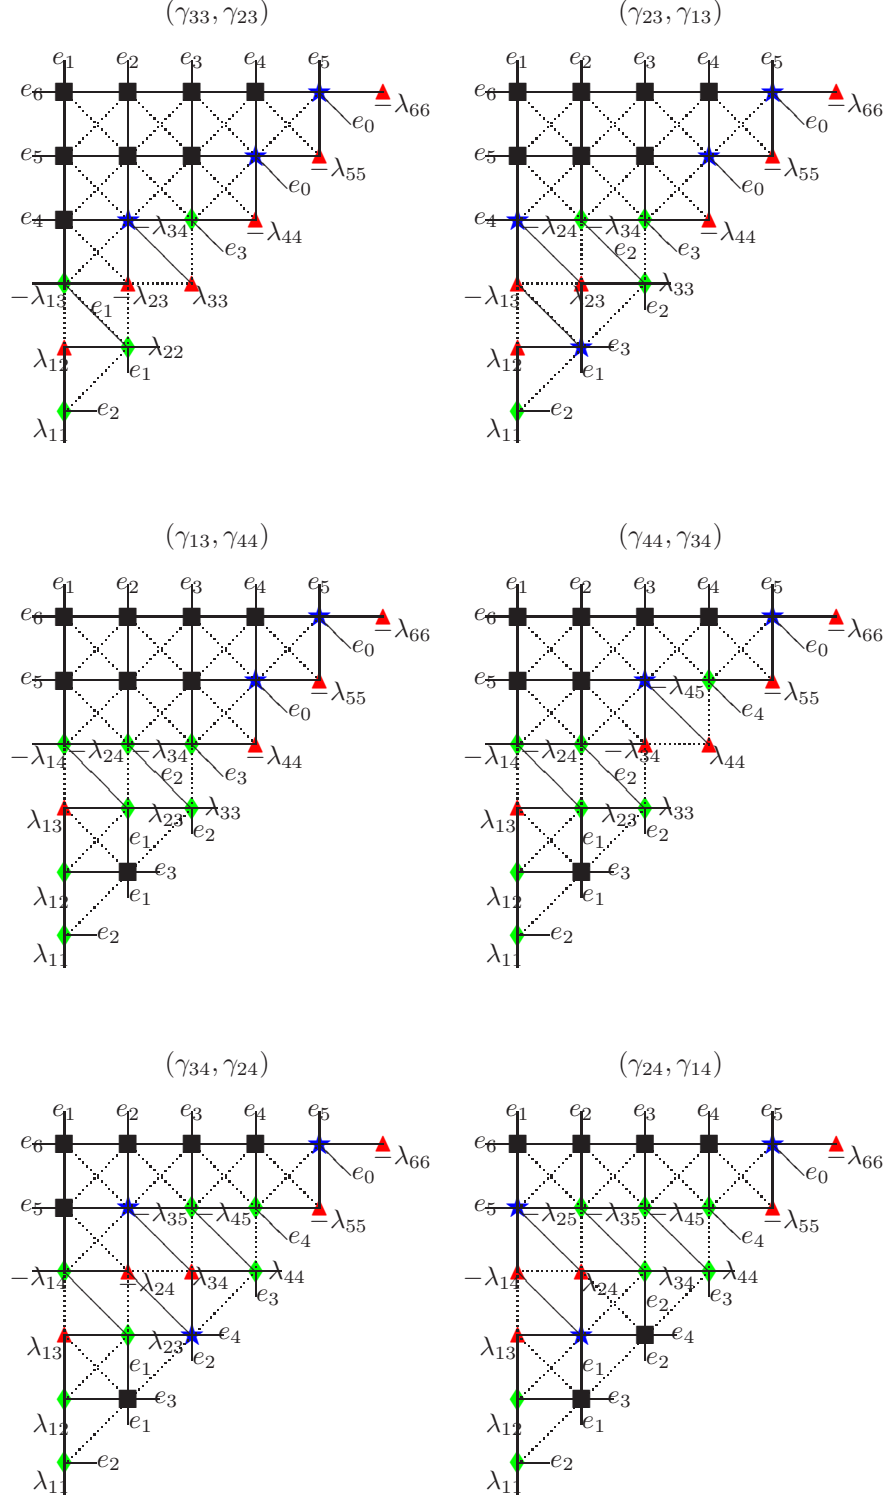 (γ₃₃, γ₂₃)
e₁ e₂ e₃ e₄ e₅
e₆
−λ₆₆
e₀
e₅
−λ₅₅
e₀
e₄ −λ₃₄ −λ₄₄
e₃
−λ₁₃ −λ₂₃ λ₃₃
e₁
λ₁₂ λ₂₂
e₁
e₂
λ₁₁
(γ₂₃, γ₁₃)
e₁ e₂ e₃ e₄ e₅
e₆
−λ₆₆
e₀
e₅
−λ₅₅
e₀
e₄ −λ₂₄ −λ₃₄ −λ₄₄
e₂ e₃
−λ₁₃ λ₂₃ λ₃₃
e₂
λ₁₂ e₃
e₁
e₂
λ₁₁
(γ₁₃, γ₄₄)
e₁ e₂ e₃ e₄ e₅
e₆
−λ₆₆
e₀
e₅
−λ₅₅
e₀
−λ₁₄ −λ₂₄ −λ₃₄ −λ₄₄
e₂ e₃
λ₁₃ λ₂₃ λ₃₃
e₁ e₂
e₃
λ₁₂ e₁
e₂
λ₁₁
(γ₄₄, γ₃₄)
e₁ e₂ e₃ e₄ e₅
e₆
−λ₆₆
e₀
e₅ −λ₄₅
−λ₅₅
e₄
−λ₁₄ −λ₂₄ −λ₃₄ λ₄₄
e₂
λ₁₃ λ₂₃ λ₃₃
e₁ e₂
e₃
λ₁₂ e₁
e₂
λ₁₁
(γ₃₄, γ₂₄)
e₁ e₂ e₃ e₄ e₅
e₆
−λ₆₆
e₀
e₅ −λ₃₅ −λ₄₅ −λ₅₅
e₄
−λ₁₄ −λ₂₄ λ₃₄ λ₄₄
e₃
λ₁₃ λ₂₃ e₄
e₁ e₂
e₃
λ₁₂ e₁
e₂
λ₁₁
(γ₂₄, γ₁₄)
e₁ e₂ e₃ e₄ e₅
e₆
−λ₆₆
e₀
e₅ −λ₂₅ −λ₃₅ −λ₄₅ −λ₅₅
e₄
−λ₁₄ λ₂₄ λ₃₄ λ₄₄
e₂ e₃
λ₁₃ e₄
e₁ e₂
e₃
λ₁₂ e₁
e₂
λ₁₁